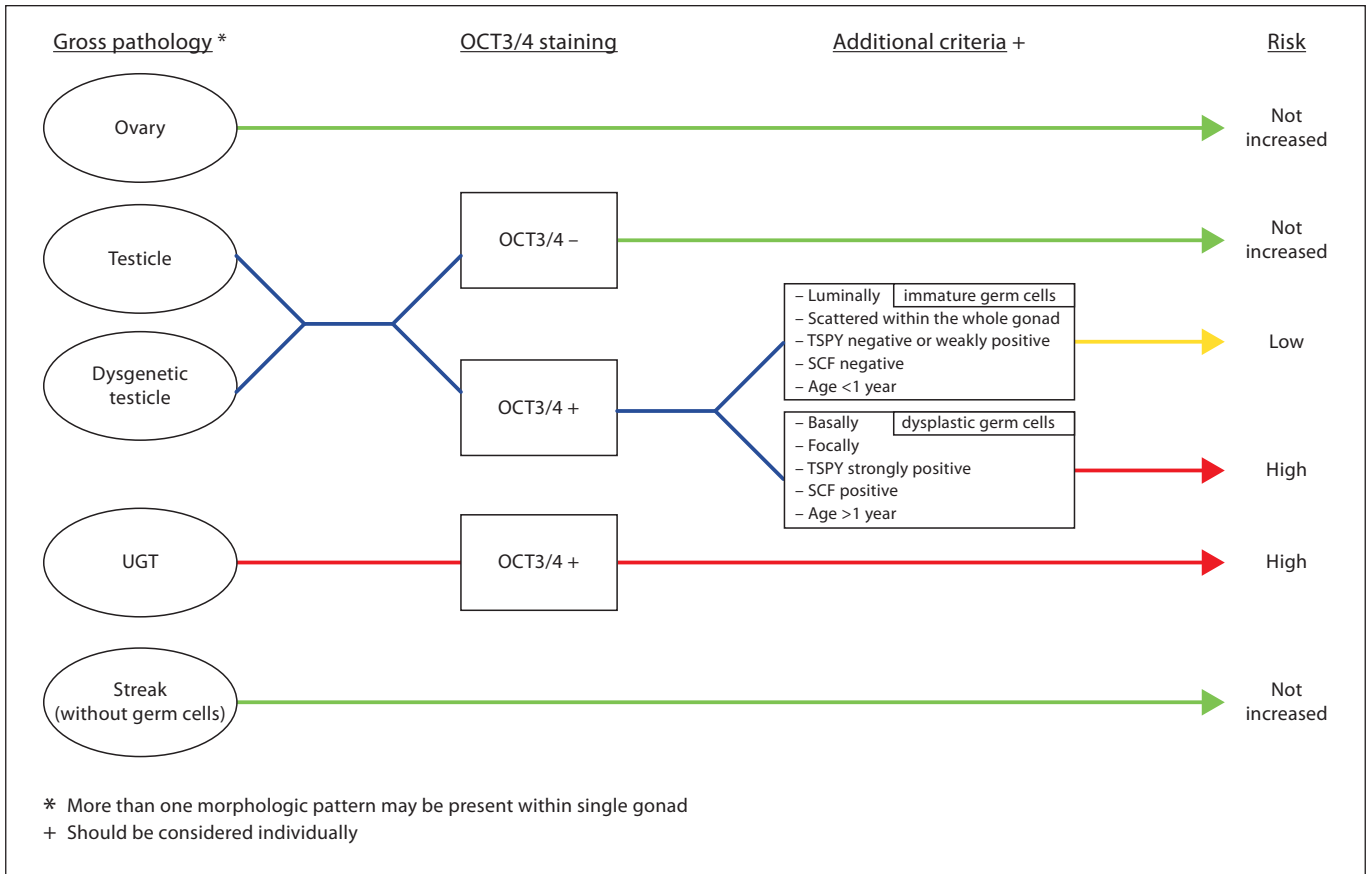 Gross pathology *
OCT3/4 staining
Additional criteria +
Risk
Ovary
Not
increased
Testicle
OCT3/4 –
Not
increased
Dysgenetic
testicle
OCT3/4 +
– Luminally
immature germ cells
– Scattered within the whole gonad
– TSPY negative or weakly positive
– SCF negative
– Age <1 year
Low
– Basally
dysplastic germ cells
– Focally
– TSPY strongly positive
– SCF positive
– Age >1 year
High
UGT
OCT3/4 +
High
Streak
(without germ cells)
Not
increased
* More than one morphologic pattern may be present within single gonad
+ Should be considered individually